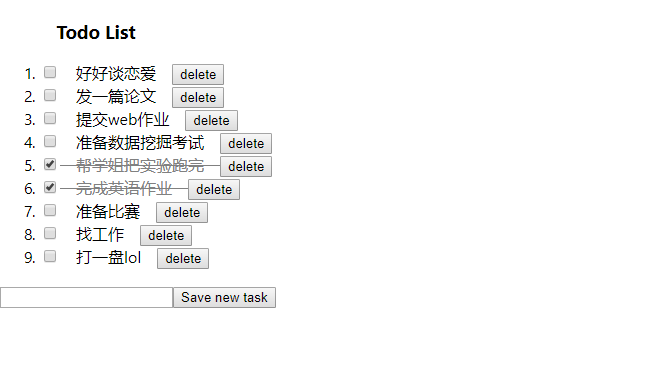 Todo List
1. 好好谈恋爱 delete
2. 发一篇论文 delete
3. 提交web作业 delete
4. 准备数据挖掘考试 delete
5. 帮学姐把实验跑完 delete
6. 完成英语作业 delete
7. 准备比赛 delete
8. 找工作 delete
9. 打一盘lol delete
Save new task